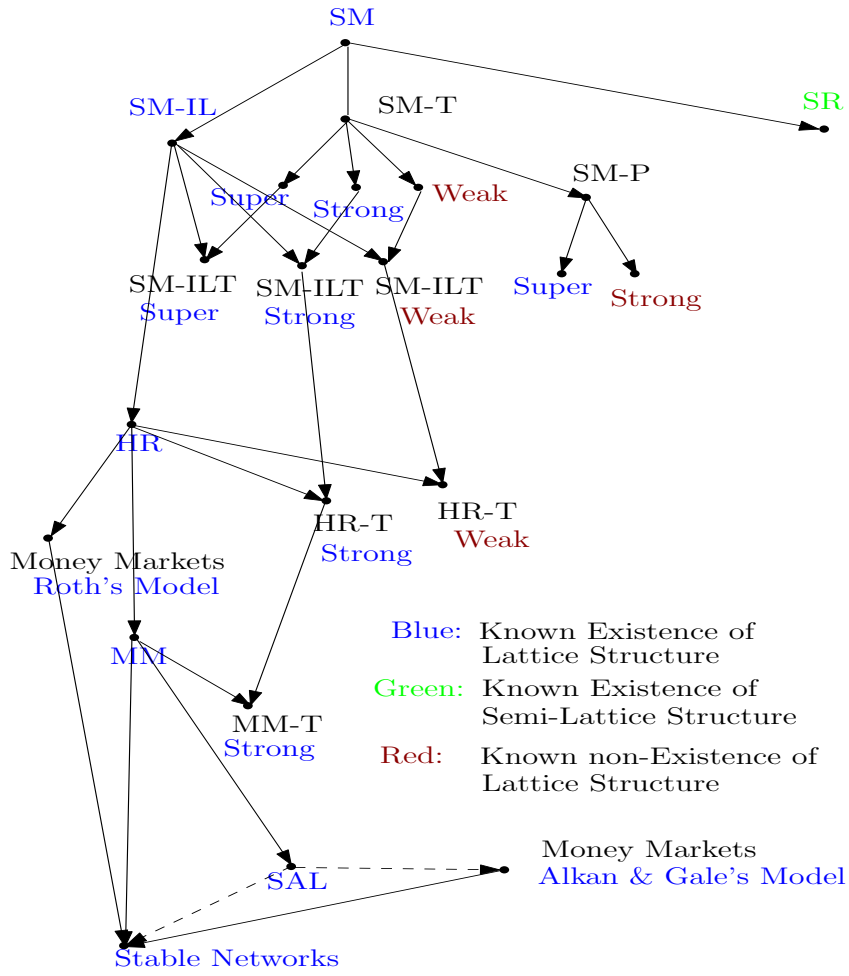 SM
SM-IL
SM-T
SR
SM-P
Super
Strong
Weak
SM-ILT
Super
SM-ILT
Strong
SM-ILT
Weak
Super
Strong
HR
HR-T
Strong
HR-T
Weak
Money Markets
Roth's Model
Blue: Known Existence of
Lattice Structure
MM
Green: Known Existence of
Semi-Lattice Structure
MM-T
Strong
Red: Known non-Existence of
Lattice Structure
Money Markets
Alkan & Gale's Model
SAL
Stable Networks